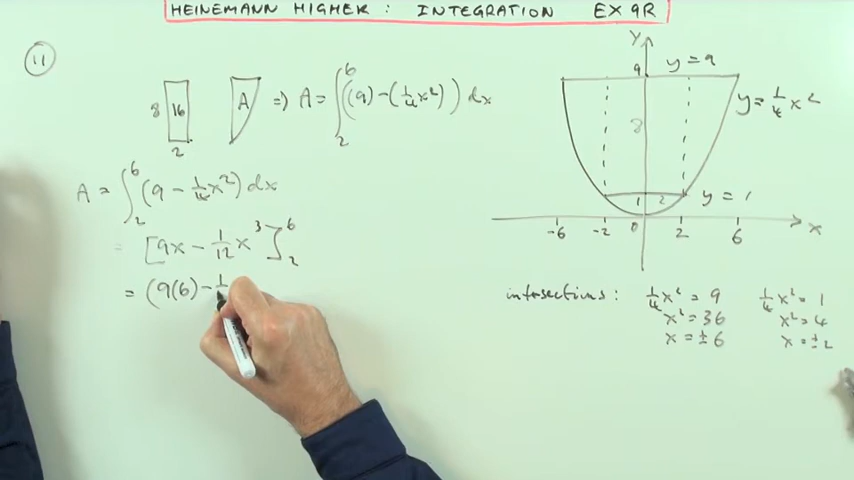 HEINEMANN HIGHER : INTEGRATION EX 9R
11
8 16 2 A ⇒ A = ∫₂⁶ ((9) - (1/4x²)) dx
A = ∫₂⁶ (9 - 1/4x²) dx
= [9x - 1/12 x³]₂⁶
= (9(6) - 1
y
9 y = 9
y = 1/4 x²
8
1 2 y = 1
-6 -2 0 2 6 x
intersections : 1/4x² = 9 1/4x² = 1
x² = 36 x² = 4
x = ±6 x = ±2